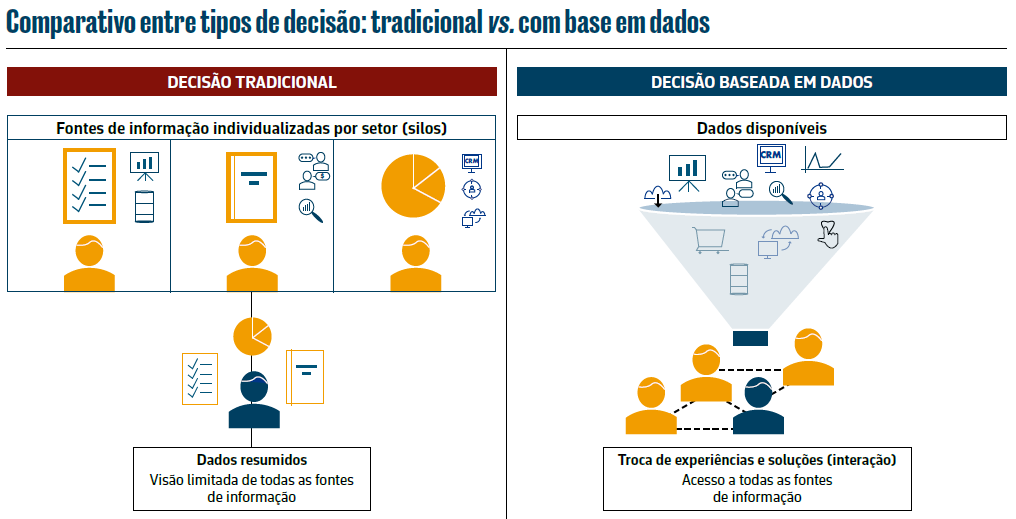 Comparativo entre tipos de decisão: tradicional vs. com base em dados
DECISÃO TRADICIONAL
Fontes de informação individualizadas por setor (silos)
CRM
Dados resumidos
Visão limitada de todas as fontes
de informação
DECISÃO BASEADA EM DADOS
Dados disponíveis
CRM
Troca de experiências e soluções (interação)
Acesso a todas as fontes
de informação